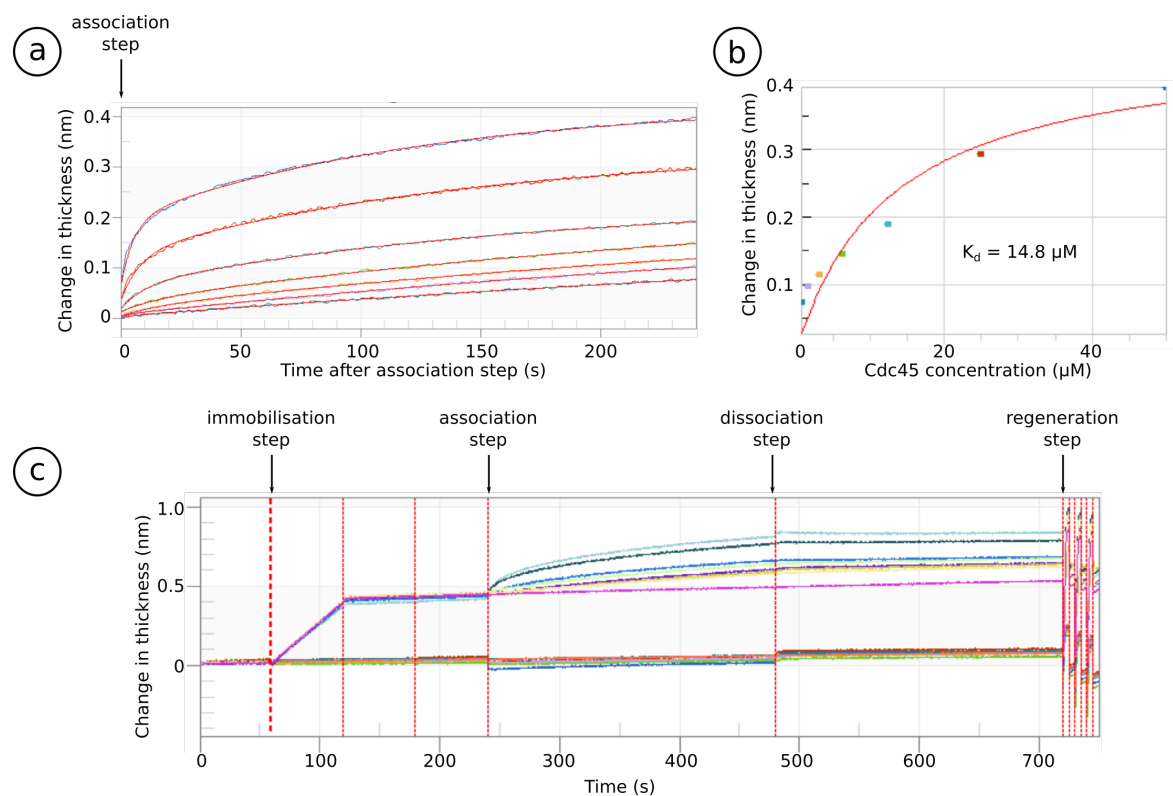 a
association
step
Change in thickness (nm)
0.4
0.3
0.2
0.1
0
0
50
100
150
200
Time after association step (s)
b
Change in thickness (nm)
0.4
0.3
0.2
0.1
K_d = 14.8 µM
0
20
40
Cdc45 concentration (µM)
c
immobilisation
step
association
step
dissociation
step
regeneration
step
Change in thickness (nm)
1.0
0.5
0
0
100
200
300
400
500
600
700
Time (s)